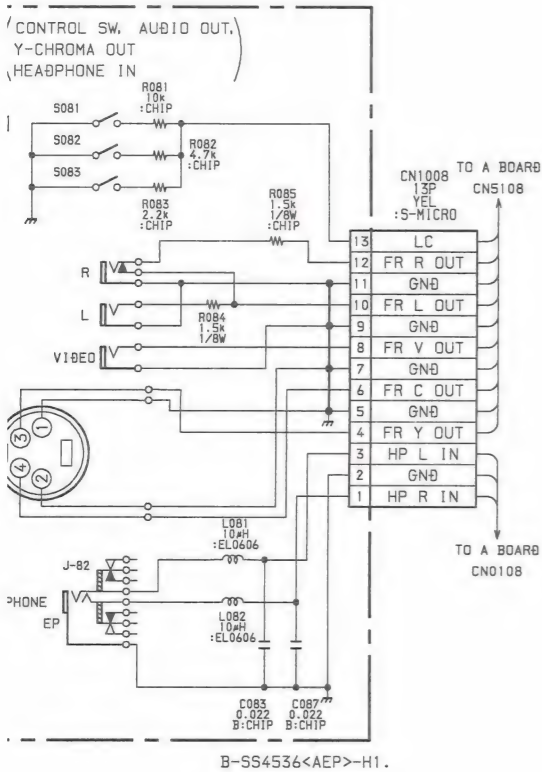 CONTROL SW, AUDIO OUT,
Y-CHROMA OUT
HEADPHONE IN
S081
S082
S083
R081
10k
:CHIP
R082
4.7k
:CHIP
R083
2.2k
:CHIP
R085
1.5k
1/8W
:CHIP
CN1008
13P
YEL
:S-MICRO
TO A BOARD
CN5108
R
L
VIDEO
R084
1.5k
1/8W
13 LC
12 FR R OUT
11 GND
10 FR L OUT
9 GND
8 FR V OUT
7 GND
6 FR C OUT
5 GND
4 FR Y OUT
3 HP L IN
2 GND
1 HP R IN
3 1
4 2
TO A BOARD
CN0108
L081
10μH
:EL0606
J-82
PHONE
EP
L082
10μH
:EL0606
C083
0.022
B:CHIP
C087
0.022
B:CHIP
B-SS4536<AEP>-H1.